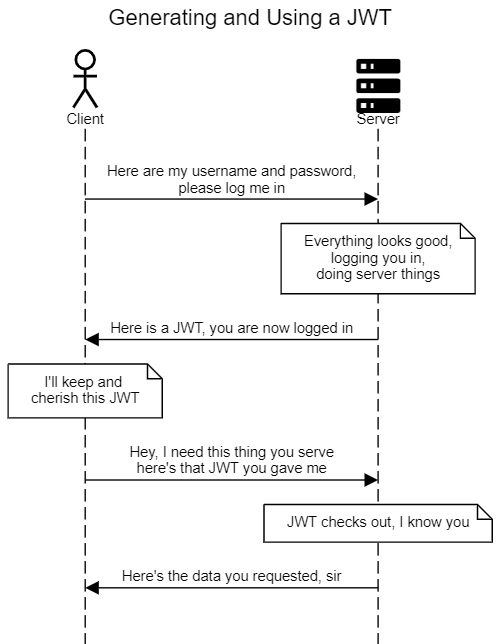 Generating and Using a JWT
Client
Server
Here are my username and password,
please log me in
Everything looks good,
logging you in,
doing server things
Here is a JWT, you are now logged in
I'll keep and
cherish this JWT
Hey, I need this thing you serve
here's that JWT you gave me
JWT checks out, I know you
Here's the data you requested, sir